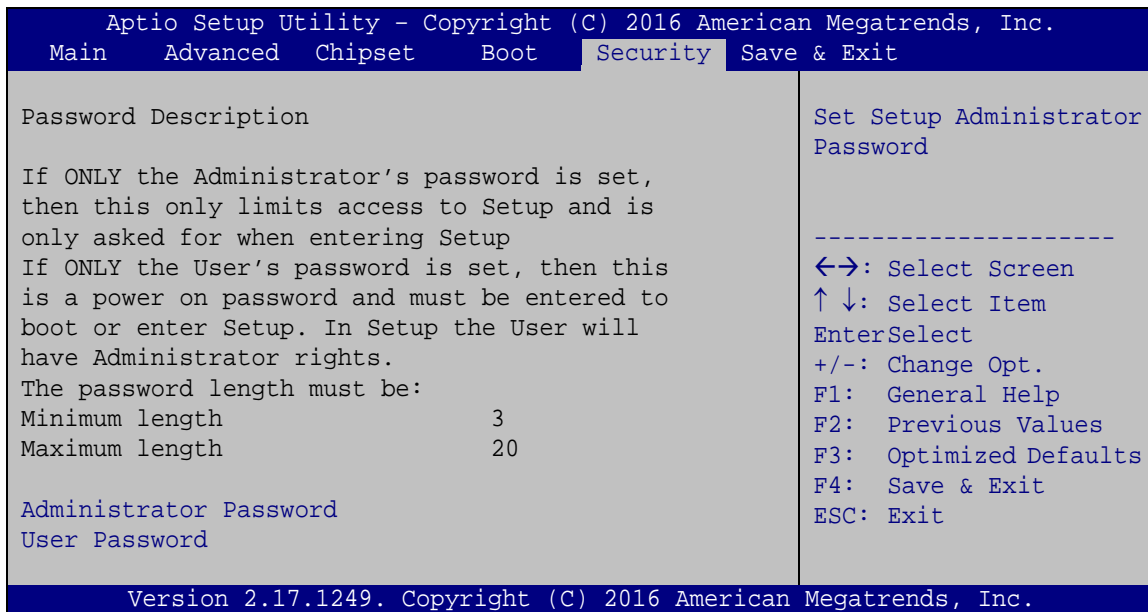 Aptio Setup Utility – Copyright (C) 2016 American Megatrends, Inc.
Main Advanced Chipset Boot Security Save & Exit
Password Description
If ONLY the Administrator’s password is set,
then this only limits access to Setup and is
only asked for when entering Setup
If ONLY the User’s password is set, then this
is a power on password and must be entered to
boot or enter Setup. In Setup the User will
have Administrator rights.
The password length must be:
Minimum length 3
Maximum length 20
Administrator Password
User Password
Set Setup Administrator
Password
---------------------
←→: Select Screen
↑ ↓: Select Item
EnterSelect
+/-: Change Opt.
F1: General Help
F2: Previous Values
F3: Optimized Defaults
F4: Save & Exit
ESC: Exit
Version 2.17.1249. Copyright (C) 2016 American Megatrends, Inc.